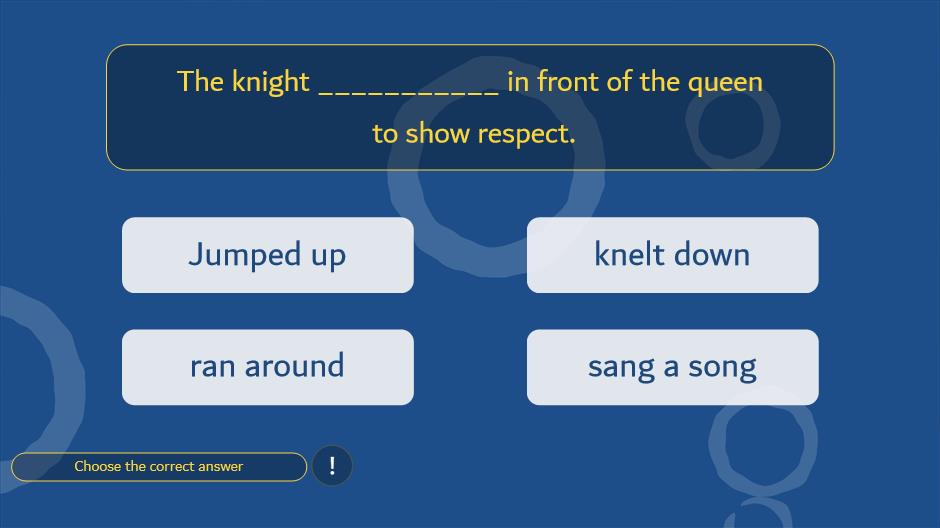 The knight ___________ in front of the queen
to show respect.
Jumped up
knelt down
ran around
sang a song
Choose the correct answer
!